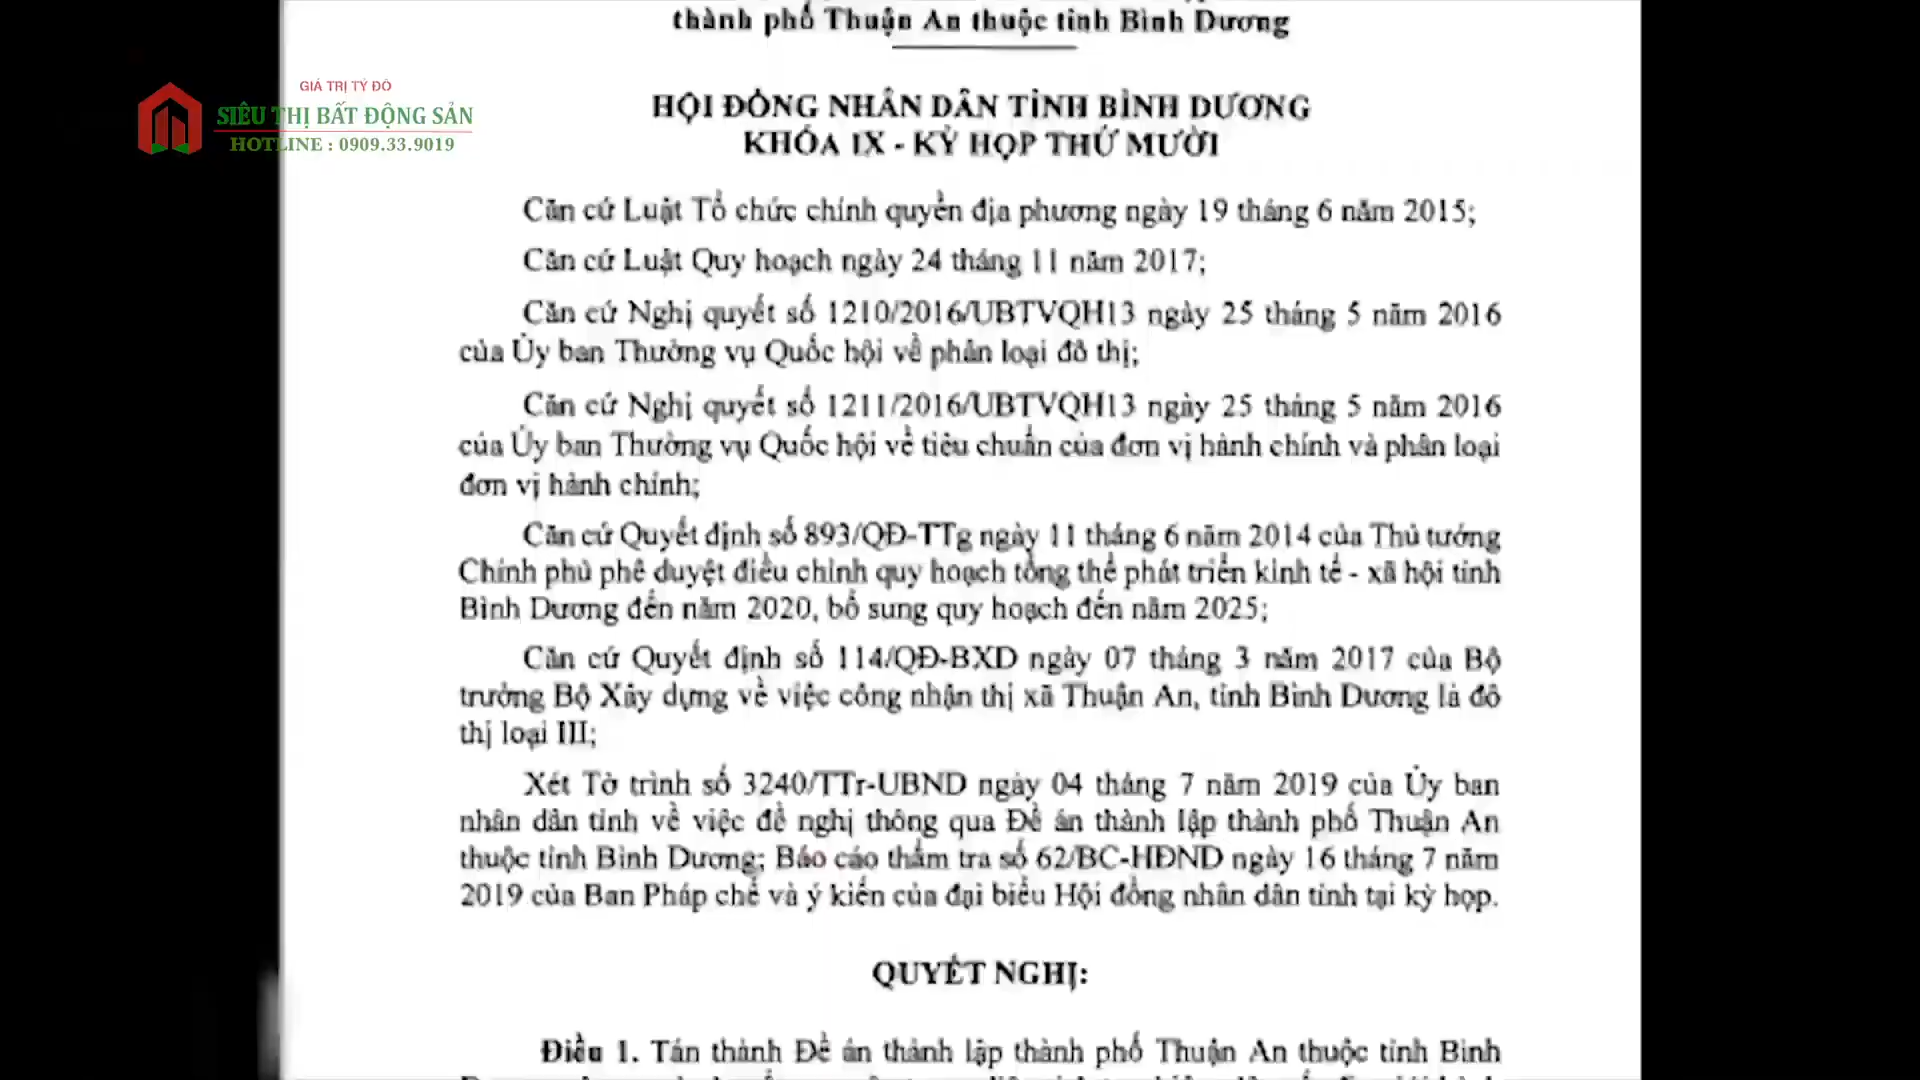 thành phố Thuận An thuộc tỉnh Bình Dương
GIÁ TRỊ TỶ ĐÔ
SIÊU THỊ BẤT ĐỘNG SẢN
HOTLINE : 0909.33.9019
HỘI ĐỒNG NHÂN DÂN TỈNH BÌNH DƯƠNG
KHÓA IX - KỲ HỌP THỨ MƯỜI
Căn cứ Luật Tổ chức chính quyền địa phương ngày 19 tháng 6 năm 2015;
Căn cứ Luật Quy hoạch ngày 24 tháng 11 năm 2017;
Căn cứ Nghị quyết số 1210/2016/UBTVQH13 ngày 25 tháng 5 năm 2016
của Ủy ban Thường vụ Quốc hội về phân loại đô thị;
Căn cứ Nghị quyết số 1211/2016/UBTVQH13 ngày 25 tháng 5 năm 2016
của Ủy ban Thường vụ Quốc hội về tiêu chuẩn của đơn vị hành chính và phân loại
đơn vị hành chính;
Căn cứ Quyết định số 893/QĐ-TTg ngày 11 tháng 6 năm 2014 của Thủ tướng
Chính phủ phê duyệt điều chỉnh quy hoạch tổng thể phát triển kinh tế - xã hội tỉnh
Bình Dương đến năm 2020, bổ sung quy hoạch đến năm 2025;
Căn cứ Quyết định số 114/QĐ-BXD ngày 07 tháng 3 năm 2017 của Bộ
trưởng Bộ Xây dựng về việc công nhận thị xã Thuận An, tỉnh Bình Dương là đô
thị loại III;
Xét Tờ trình số 3240/TTr-UBND ngày 04 tháng 7 năm 2019 của Ủy ban
nhân dân tỉnh về việc đề nghị thông qua Đề án thành lập thành phố Thuận An
thuộc tỉnh Bình Dương; Báo cáo thẩm tra số 62/BC-HĐND ngày 16 tháng 7 năm
2019 của Ban Pháp chế và ý kiến của đại biểu Hội đồng nhân dân tỉnh tại kỳ họp.
QUYẾT NGHỊ:
Điều 1. Tán thành Đề án thành lập thành phố Thuận An thuộc tỉnh Bình